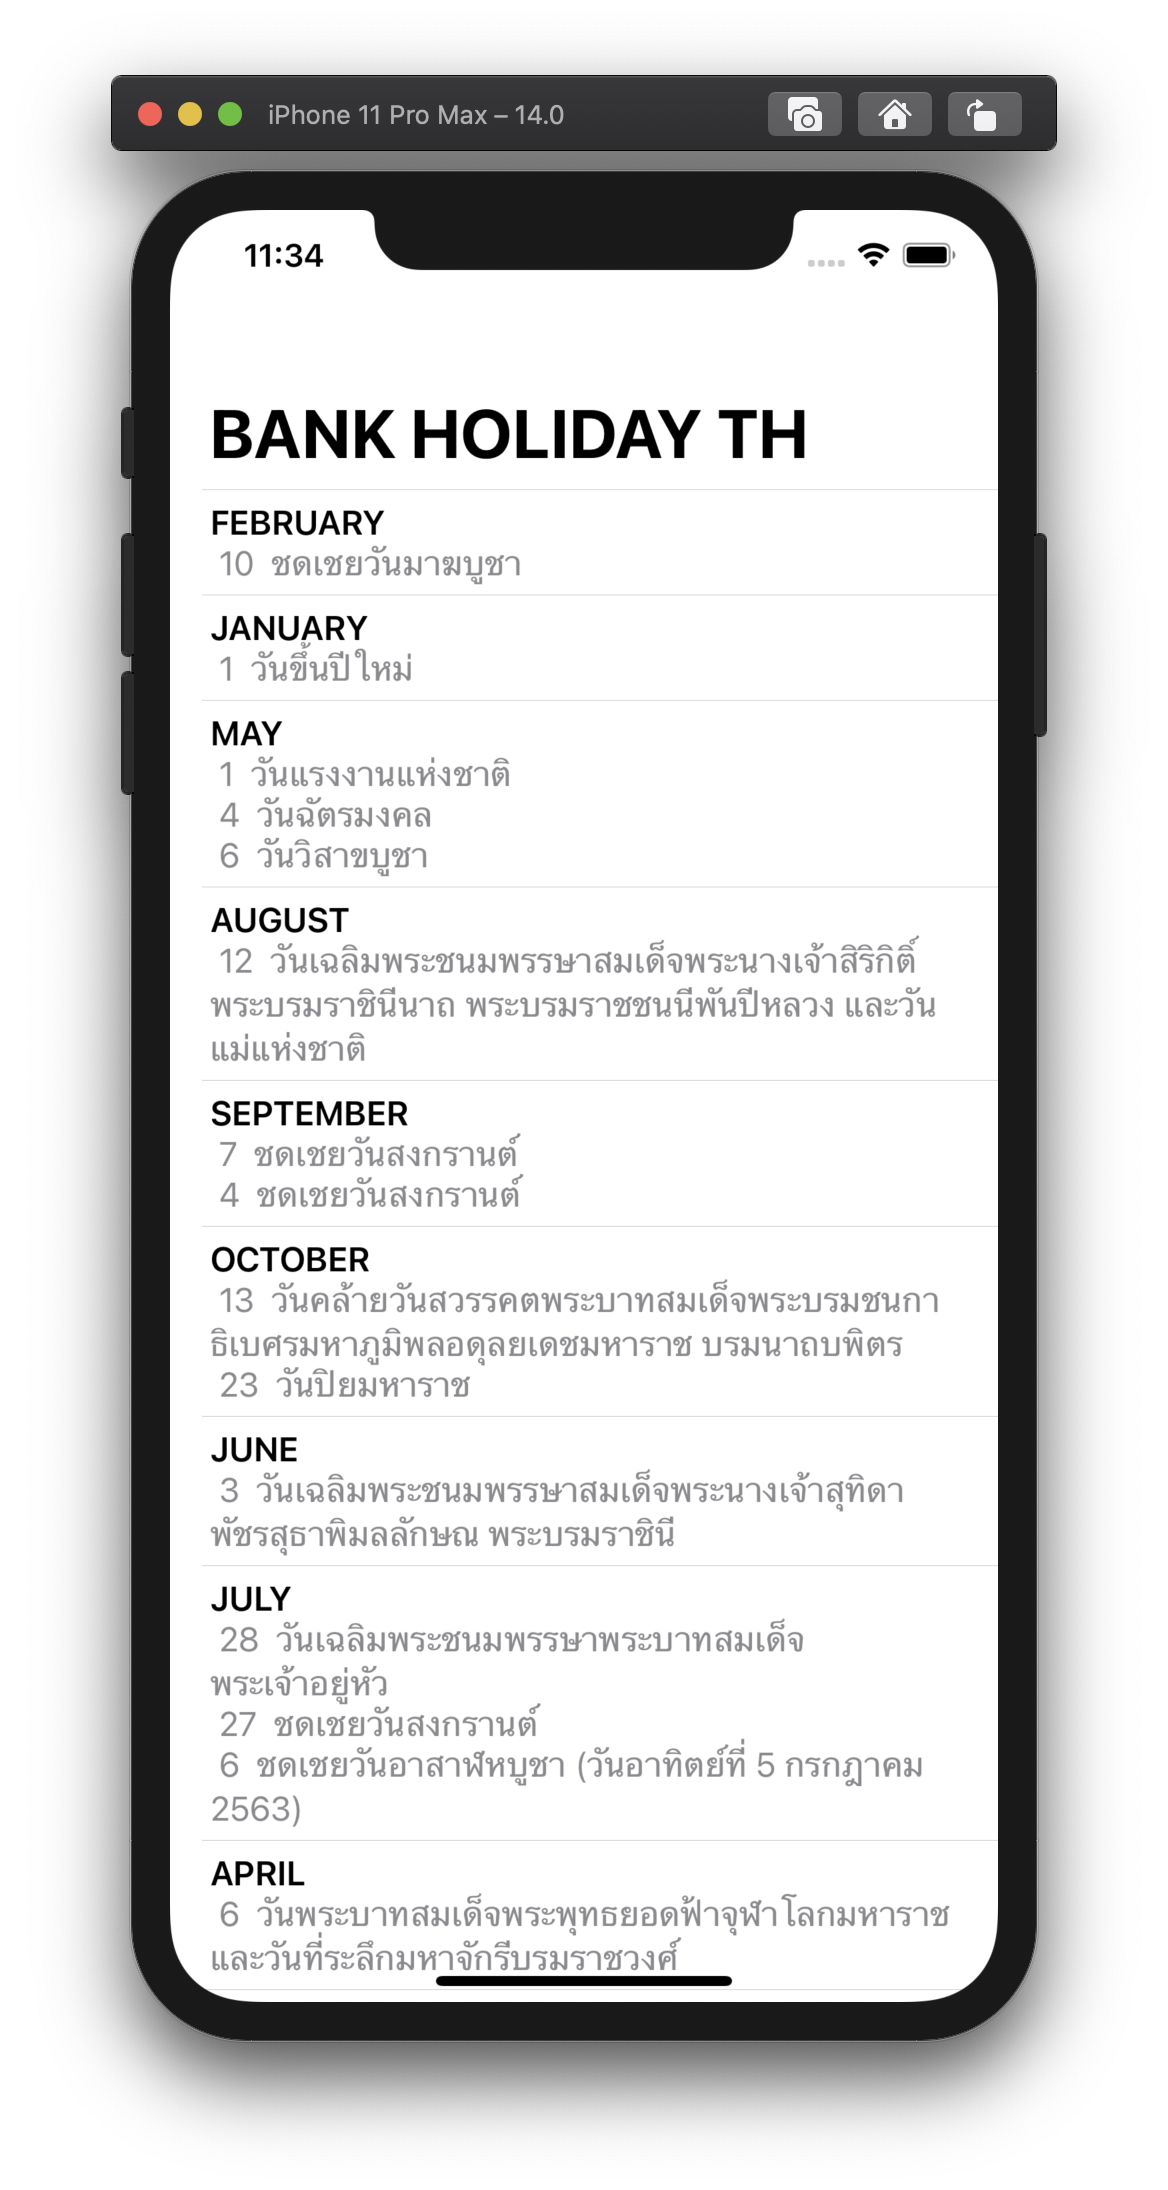 iPhone 11 Pro Max – 14.0
11:34
BANK HOLIDAY TH
FEBRUARY
10 ชดเชยวันมาฆบูชา
JANUARY
1 วันขึ้นปีใหม่
MAY
1 วันแรงงานแห่งชาติ
4 วันฉัตรมงคล
6 วันวิสาขบูชา
AUGUST
12 วันเฉลิมพระชนมพรรษาสมเด็จพระนางเจ้าสิริกิติ์
พระบรมราชินีนาถ พระบรมราชชนนีพันปีหลวง และวัน
แม่แห่งชาติ
SEPTEMBER
7 ชดเชยวันสงกรานต์
4 ชดเชยวันสงกรานต์
OCTOBER
13 วันคล้ายวันสวรรคตพระบาทสมเด็จพระบรมชนกา
ธิเบศรมหาภูมิพลอดุลยเดชมหาราช บรมนาถบพิตร
23 วันปิยมหาราช
JUNE
3 วันเฉลิมพระชนมพรรษาสมเด็จพระนางเจ้าสุทิดา
พัชรสุธาพิมลลักษณ พระบรมราชินี
JULY
28 วันเฉลิมพระชนมพรรษาพระบาทสมเด็จ
พระเจ้าอยู่หัว
27 ชดเชยวันสงกรานต์
6 ชดเชยวันอาสาฬหบูชา (วันอาทิตย์ที่ 5 กรกฎาคม
2563)
APRIL
6 วันพระบาทสมเด็จพระพุทธยอดฟ้าจุฬาโลกมหาราช
และวันที่ระลึกมหาจักรีบรมราชวงศ์